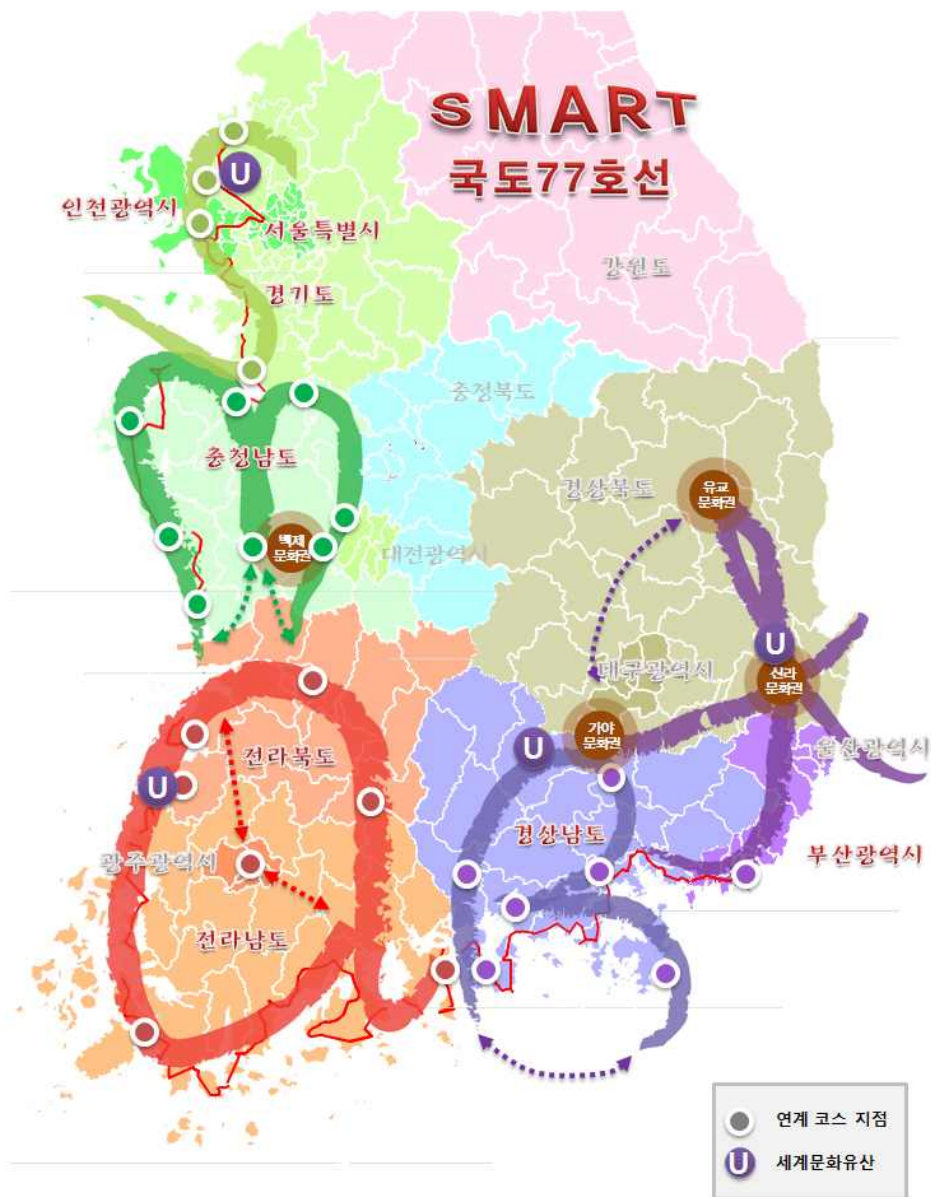 SMART
국도77호선
인천광역시
서울특별시
강원도
경기도
충청북도
충청남도
경상북도
유교
문화권
백제
문화권
대전광역시
대구광역시
신라
문화권
가야
문화권
울산광역시
전라북도
경상남도
부산광역시
광주광역시
전라남도
U
U
U
U
연계 코스 지점
U
세계문화유산